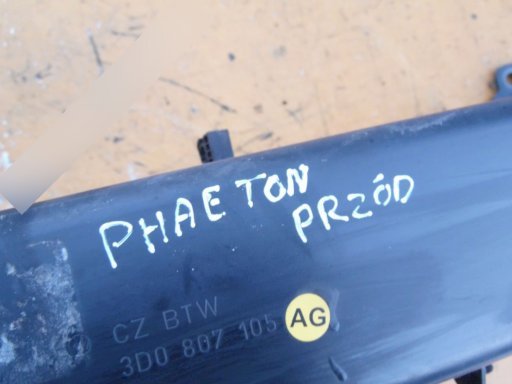 PHAETON
PRZÓD
CZ BTW
3D0 807 105 AG